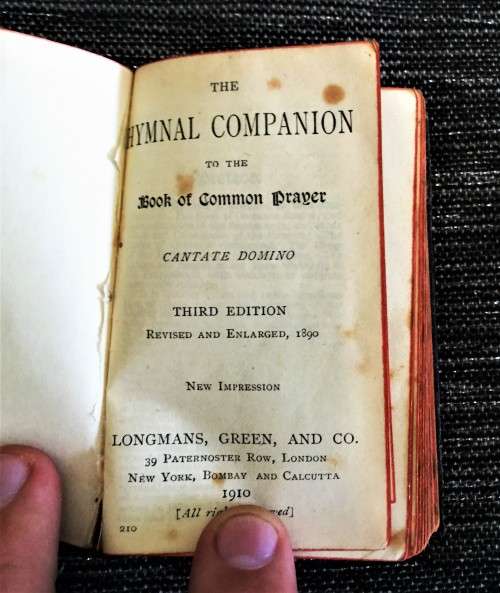 THE
HYMNAL COMPANION
TO THE
Book of Common Prayer
CANTATE DOMINO
THIRD EDITION
REVISED AND ENLARGED, 1890
NEW IMPRESSION
LONGMANS, GREEN, AND CO.
39 PATERNOSTER ROW, LONDON
NEW YORK, BOMBAY AND CALCUTTA
1910
[All
210